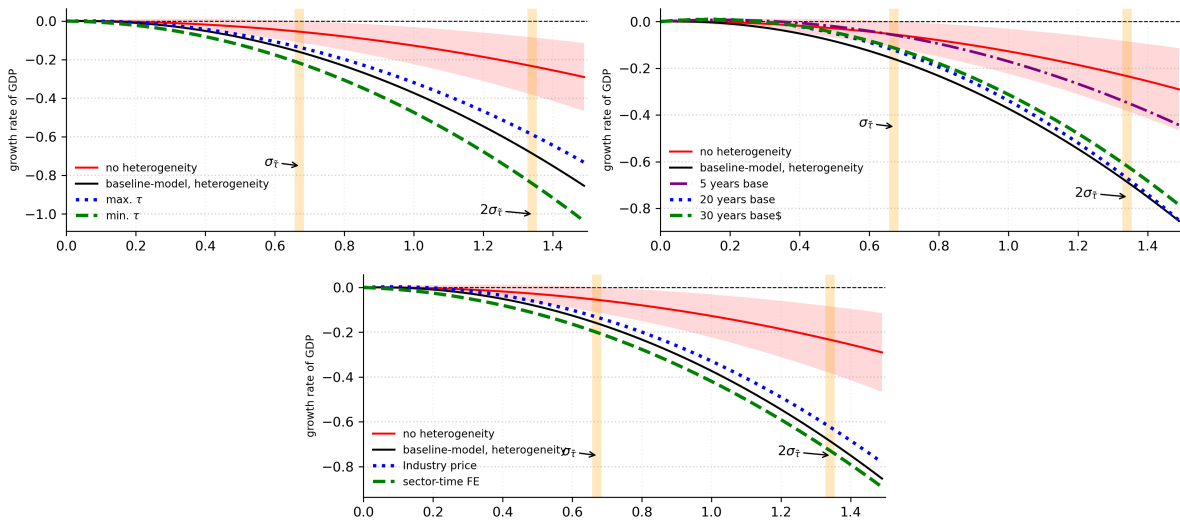 0.0
−0.2
−0.4
−0.6
−0.8
−1.0
growth rate of GDP
σ_τ̃
2σ_τ̃
no heterogeneity
baseline-model, heterogeneity
max. τ
min. τ
0.0 0.2 0.4 0.6 0.8 1.0 1.2 1.4
0.0
−0.2
−0.4
−0.6
−0.8
growth rate of GDP
σ_τ̃
2σ_τ̃
no heterogeneity
baseline-model, heterogeneity
5 years base
20 years base
30 years base$
0.0 0.2 0.4 0.6 0.8 1.0 1.2 1.4
0.0
−0.2
−0.4
−0.6
−0.8
growth rate of GDP
no heterogeneity
baseline-model, heterogeneity
σ_τ̃
2σ_τ̃
Industry price
sector-time FE
0.0 0.2 0.4 0.6 0.8 1.0 1.2 1.4